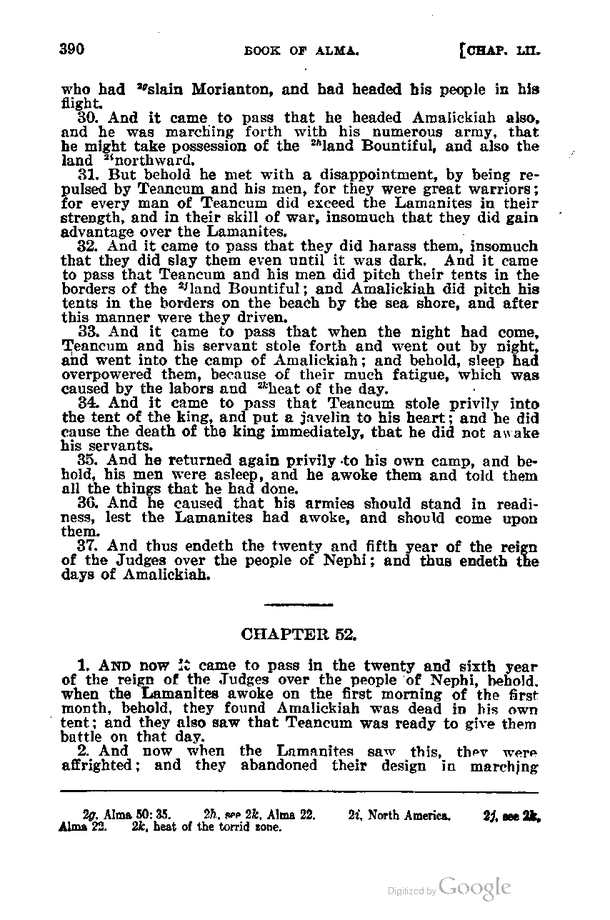 390 BOOK OF ALMA. [CHAP. LII.
who had 2gslain Morianton, and had headed his people in his
flight.
30. And it came to pass that he headed Amalickiah also,
and he was marching forth with his numerous army, that
he might take possession of the 2hland Bountiful, and also the
land 2inorthward.
31. But behold he met with a disappointment, by being re-
pulsed by Teancum and his men, for they were great warriors;
for every man of Teancum did exceed the Lamanites in their
strength, and in their skill of war, insomuch that they did gain
advantage over the Lamanites.
32. And it came to pass that they did harass them, insomuch
that they did slay them even until it was dark. And it came
to pass that Teancum and his men did pitch their tents in the
borders of the 2jland Bountiful; and Amalickiah did pitch his
tents in the borders on the beach by the sea shore, and after
this manner were they driven.
33. And it came to pass that when the night had come,
Teancum and his servant stole forth and went out by night,
and went into the camp of Amalickiah; and behold, sleep had
overpowered them, because of their much fatigue, which was
caused by the labors and 2kheat of the day.
34. And it came to pass that Teancum stole privily into
the tent of the king, and put a javelin to his heart; and he did
cause the death of the king immediately, that he did not awake
his servants.
35. And he returned again privily to his own camp, and be-
hold, his men were asleep, and he awoke them and told them
all the things that he had done.
36. And he caused that his armies should stand in readi-
ness, lest the Lamanites had awoke, and should come upon
them.
37. And thus endeth the twenty and fifth year of the reign
of the Judges over the people of Nephi; and thus endeth the
days of Amalickiah.
CHAPTER 52.
1. AND now it came to pass in the twenty and sixth year
of the reign of the Judges over the people of Nephi, behold,
when the Lamanites awoke on the first morning of the first
month, behold, they found Amalickiah was dead in his own
tent; and they also saw that Teancum was ready to give them
battle on that day.
2. And now when the Lamanites saw this, they were
affrighted; and they abandoned their design in marching
2g, Alma 50:35. 2h, see 2k, Alma 22. 2i, North America. 2j, see 2k,
Alma 22. 2k, heat of the torrid zone.
Digitized by Google